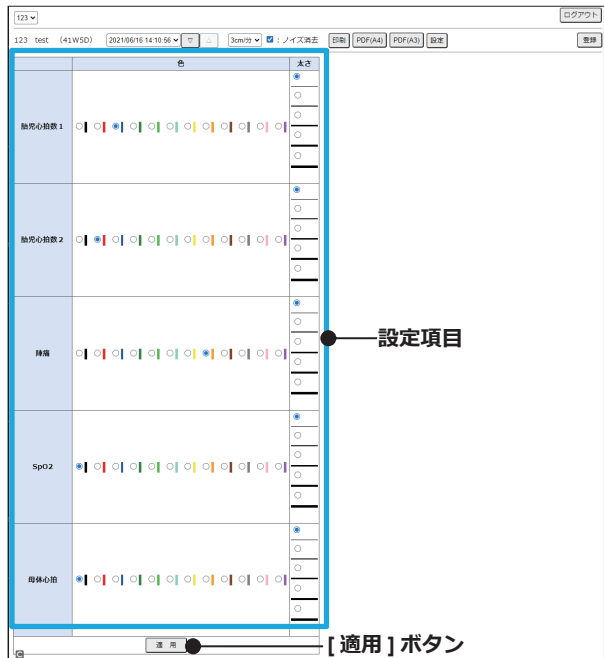 123
ログアウト
123 test (41WSD) 2021/06/16 14:10:56 ▽ △ 3cm/分 : ノイズ消去 印刷 PDF(A4) PDF(A3) 設定 登録
色 太さ
胎児心拍数1
胎児心拍数2
陣痛
設定項目
SpO2
母体心拍
適 用
[ 適用 ] ボタン
C